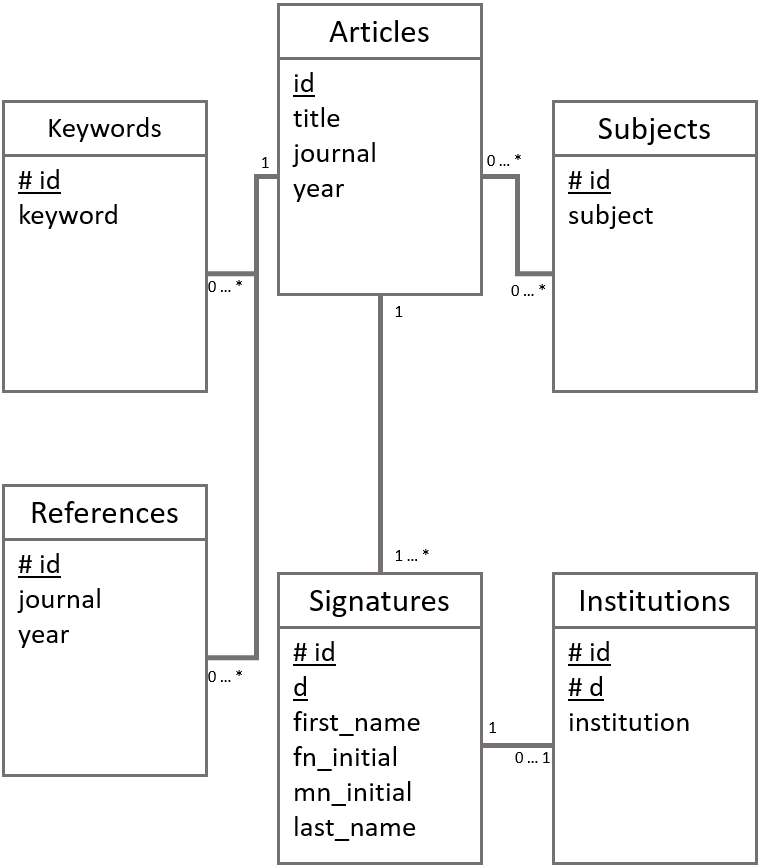 Articles
id
title
journal
year
Keywords
# id
keyword
Subjects
# id
subject
1
0 ... *
0 ... *
0 ... *
1
References
# id
journal
year
0 ... *
1 ... *
Signatures
# id
d
first_name
fn_initial
mn_initial
last_name
1
0 ... 1
Institutions
# id
# d
institution